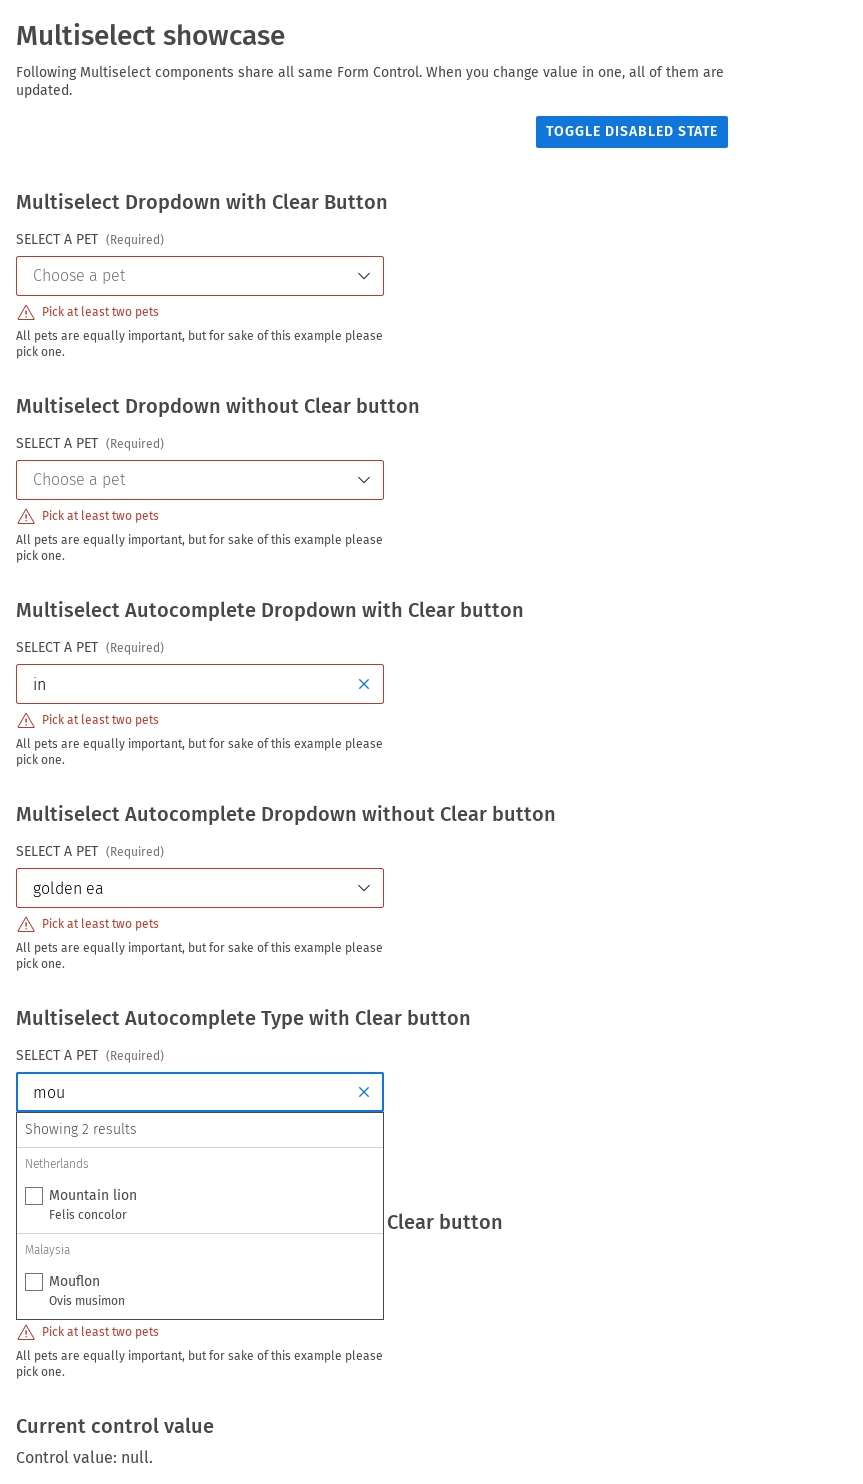 Multiselect showcase
Following Multiselect components share all same Form Control. When you change value in one, all of them are
updated.
TOGGLE DISABLED STATE
Multiselect Dropdown with Clear Button
SELECT A PET (Required)
Choose a pet
Pick at least two pets
All pets are equally important, but for sake of this example please
pick one.
Multiselect Dropdown without Clear button
SELECT A PET (Required)
Choose a pet
Pick at least two pets
All pets are equally important, but for sake of this example please
pick one.
Multiselect Autocomplete Dropdown with Clear button
SELECT A PET (Required)
in
Pick at least two pets
All pets are equally important, but for sake of this example please
pick one.
Multiselect Autocomplete Dropdown without Clear button
SELECT A PET (Required)
golden ea
Pick at least two pets
All pets are equally important, but for sake of this example please
pick one.
Multiselect Autocomplete Type with Clear button
SELECT A PET (Required)
mou
Showing 2 results
Netherlands
Mountain lion
Felis concolor
Clear button
Malaysia
Mouflon
Ovis musimon
Pick at least two pets
All pets are equally important, but for sake of this example please
pick one.
Current control value
Control value: null.